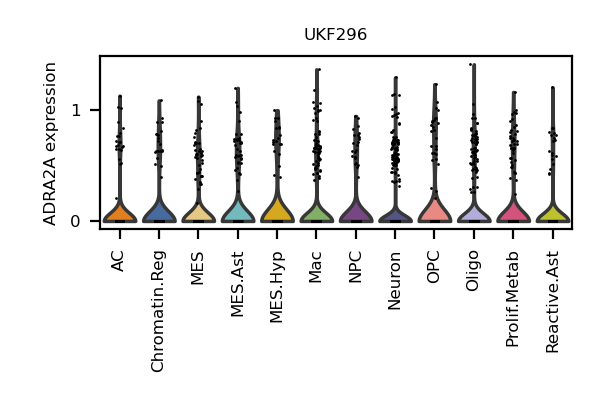 UKF296
ADRA2A expression
1
0
AC
Chromatin.Reg
MES
MES.Ast
MES.Hyp
Mac
NPC
Neuron
OPC
Oligo
Prolif.Metab
Reactive.Ast